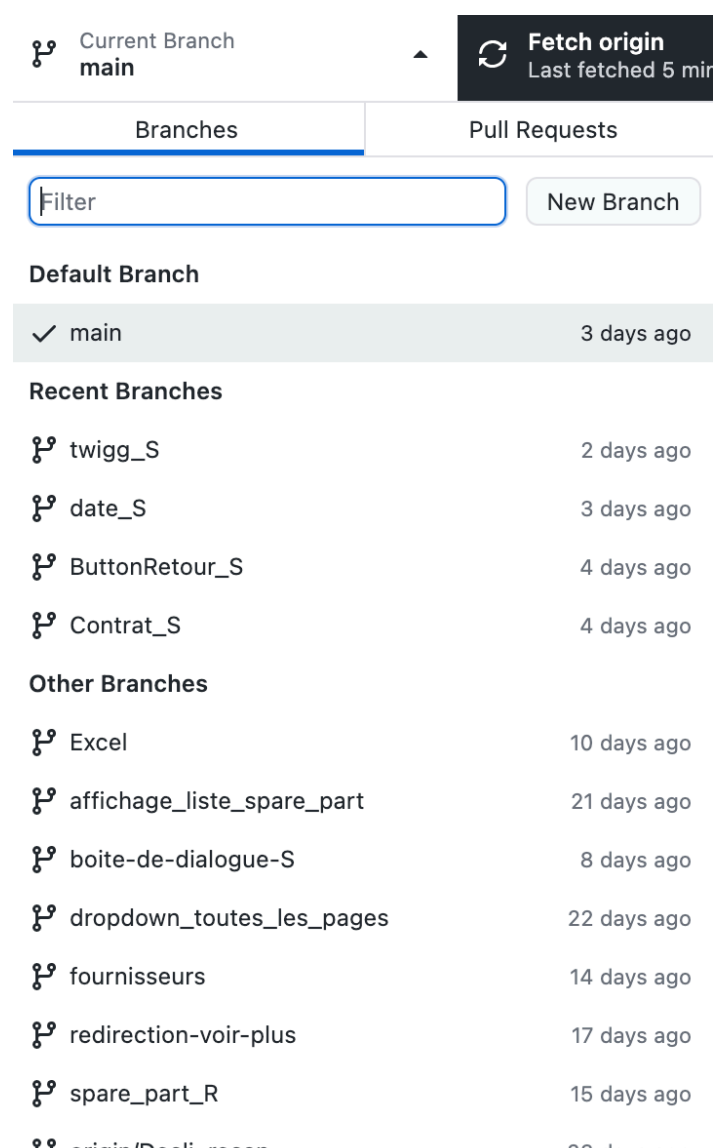 Current Branch
main
Fetch origin
Last fetched 5 min
Branches
Pull Requests
Filter
New Branch
Default Branch
main 3 days ago
Recent Branches
twigg_S 2 days ago
date_S 3 days ago
ButtonRetour_S 4 days ago
Contrat_S 4 days ago
Other Branches
Excel 10 days ago
affichage_liste_spare_part 21 days ago
boite-de-dialogue-S 8 days ago
dropdown_toutes_les_pages 22 days ago
fournisseurs 14 days ago
redirection-voir-plus 17 days ago
spare_part_R 15 days ago